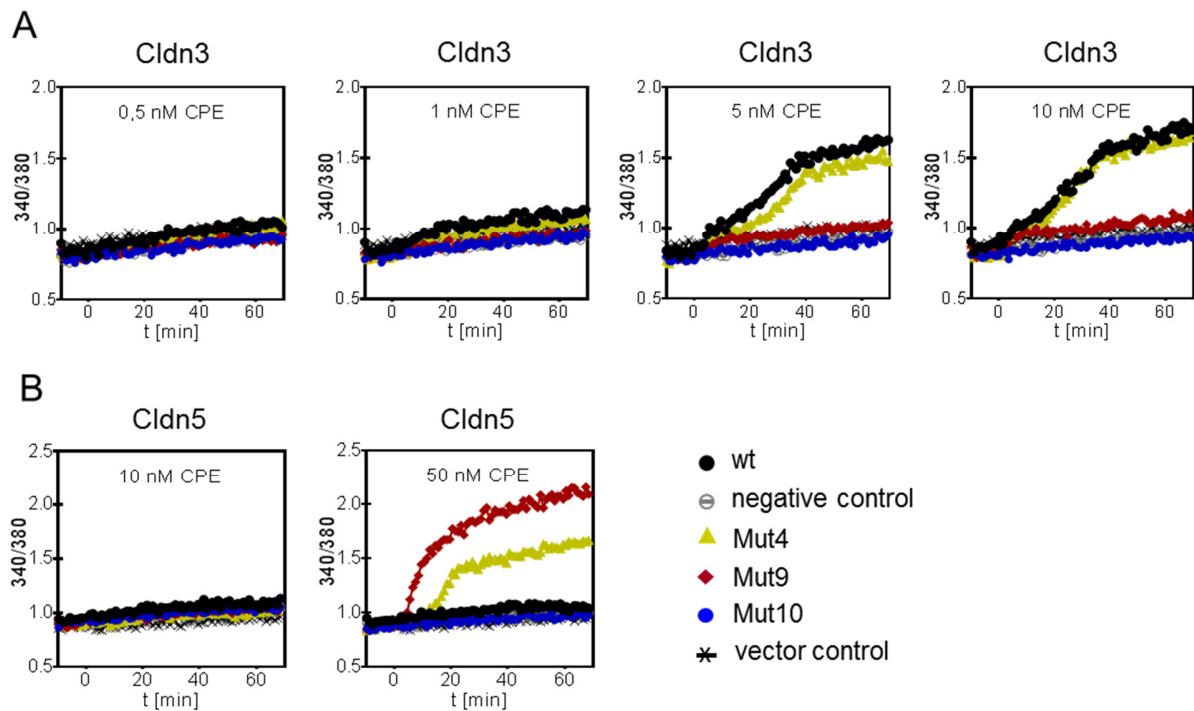 A
Cldn3 Cldn3 Cldn3 Cldn3
2.0 2.0 2.0 2.0
0,5 nM CPE 1 nM CPE 5 nM CPE 10 nM CPE
1.5 1.5 1.5 1.5
340/380 340/380 340/380 340/380
1.0 1.0 1.0 1.0
0.5 0.5 0.5 0.5
0 20 40 60 0 20 40 60 0 20 40 60 0 20 40 60
t [min] t [min] t [min] t [min]
B
Cldn5 Cldn5
2.5 2.5
10 nM CPE 50 nM CPE
2.0 2.0
340/380 340/380
1.5 1.5
1.0 1.0
0.5 0.5
0 20 40 60 0 20 40 60
t [min] t [min]
wt
negative control
Mut4
Mut9
Mut10
vector control